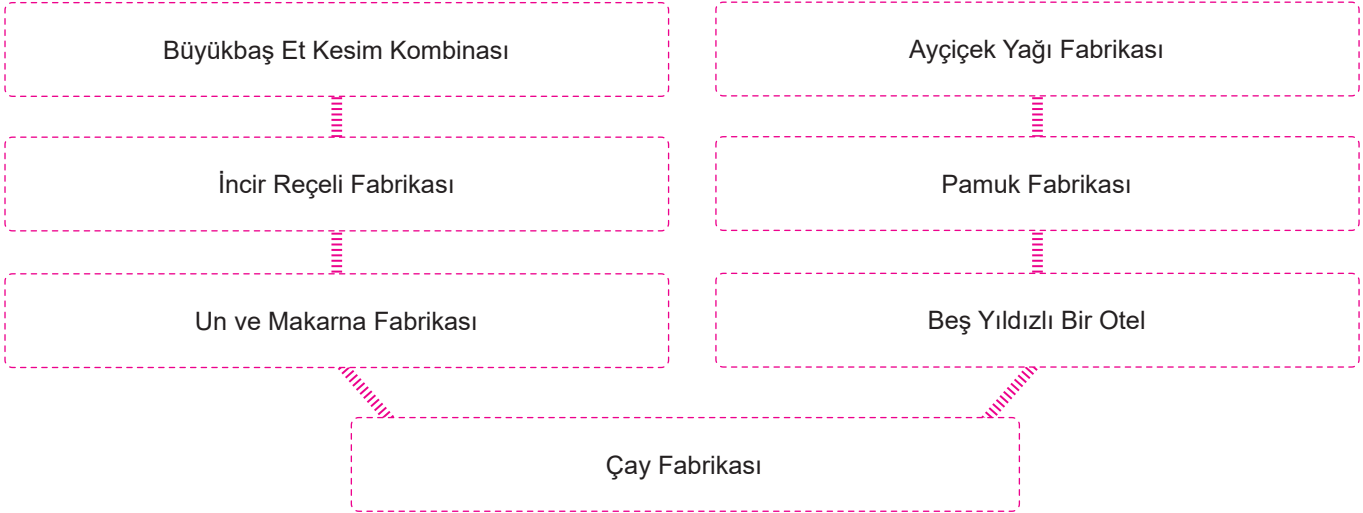 Büyükbaş Et Kesim Kombinası
Ayçiçek Yağı Fabrikası
İncir Reçeli Fabrikası
Pamuk Fabrikası
Un ve Makarna Fabrikası
Beş Yıldızlı Bir Otel
Çay Fabrikası